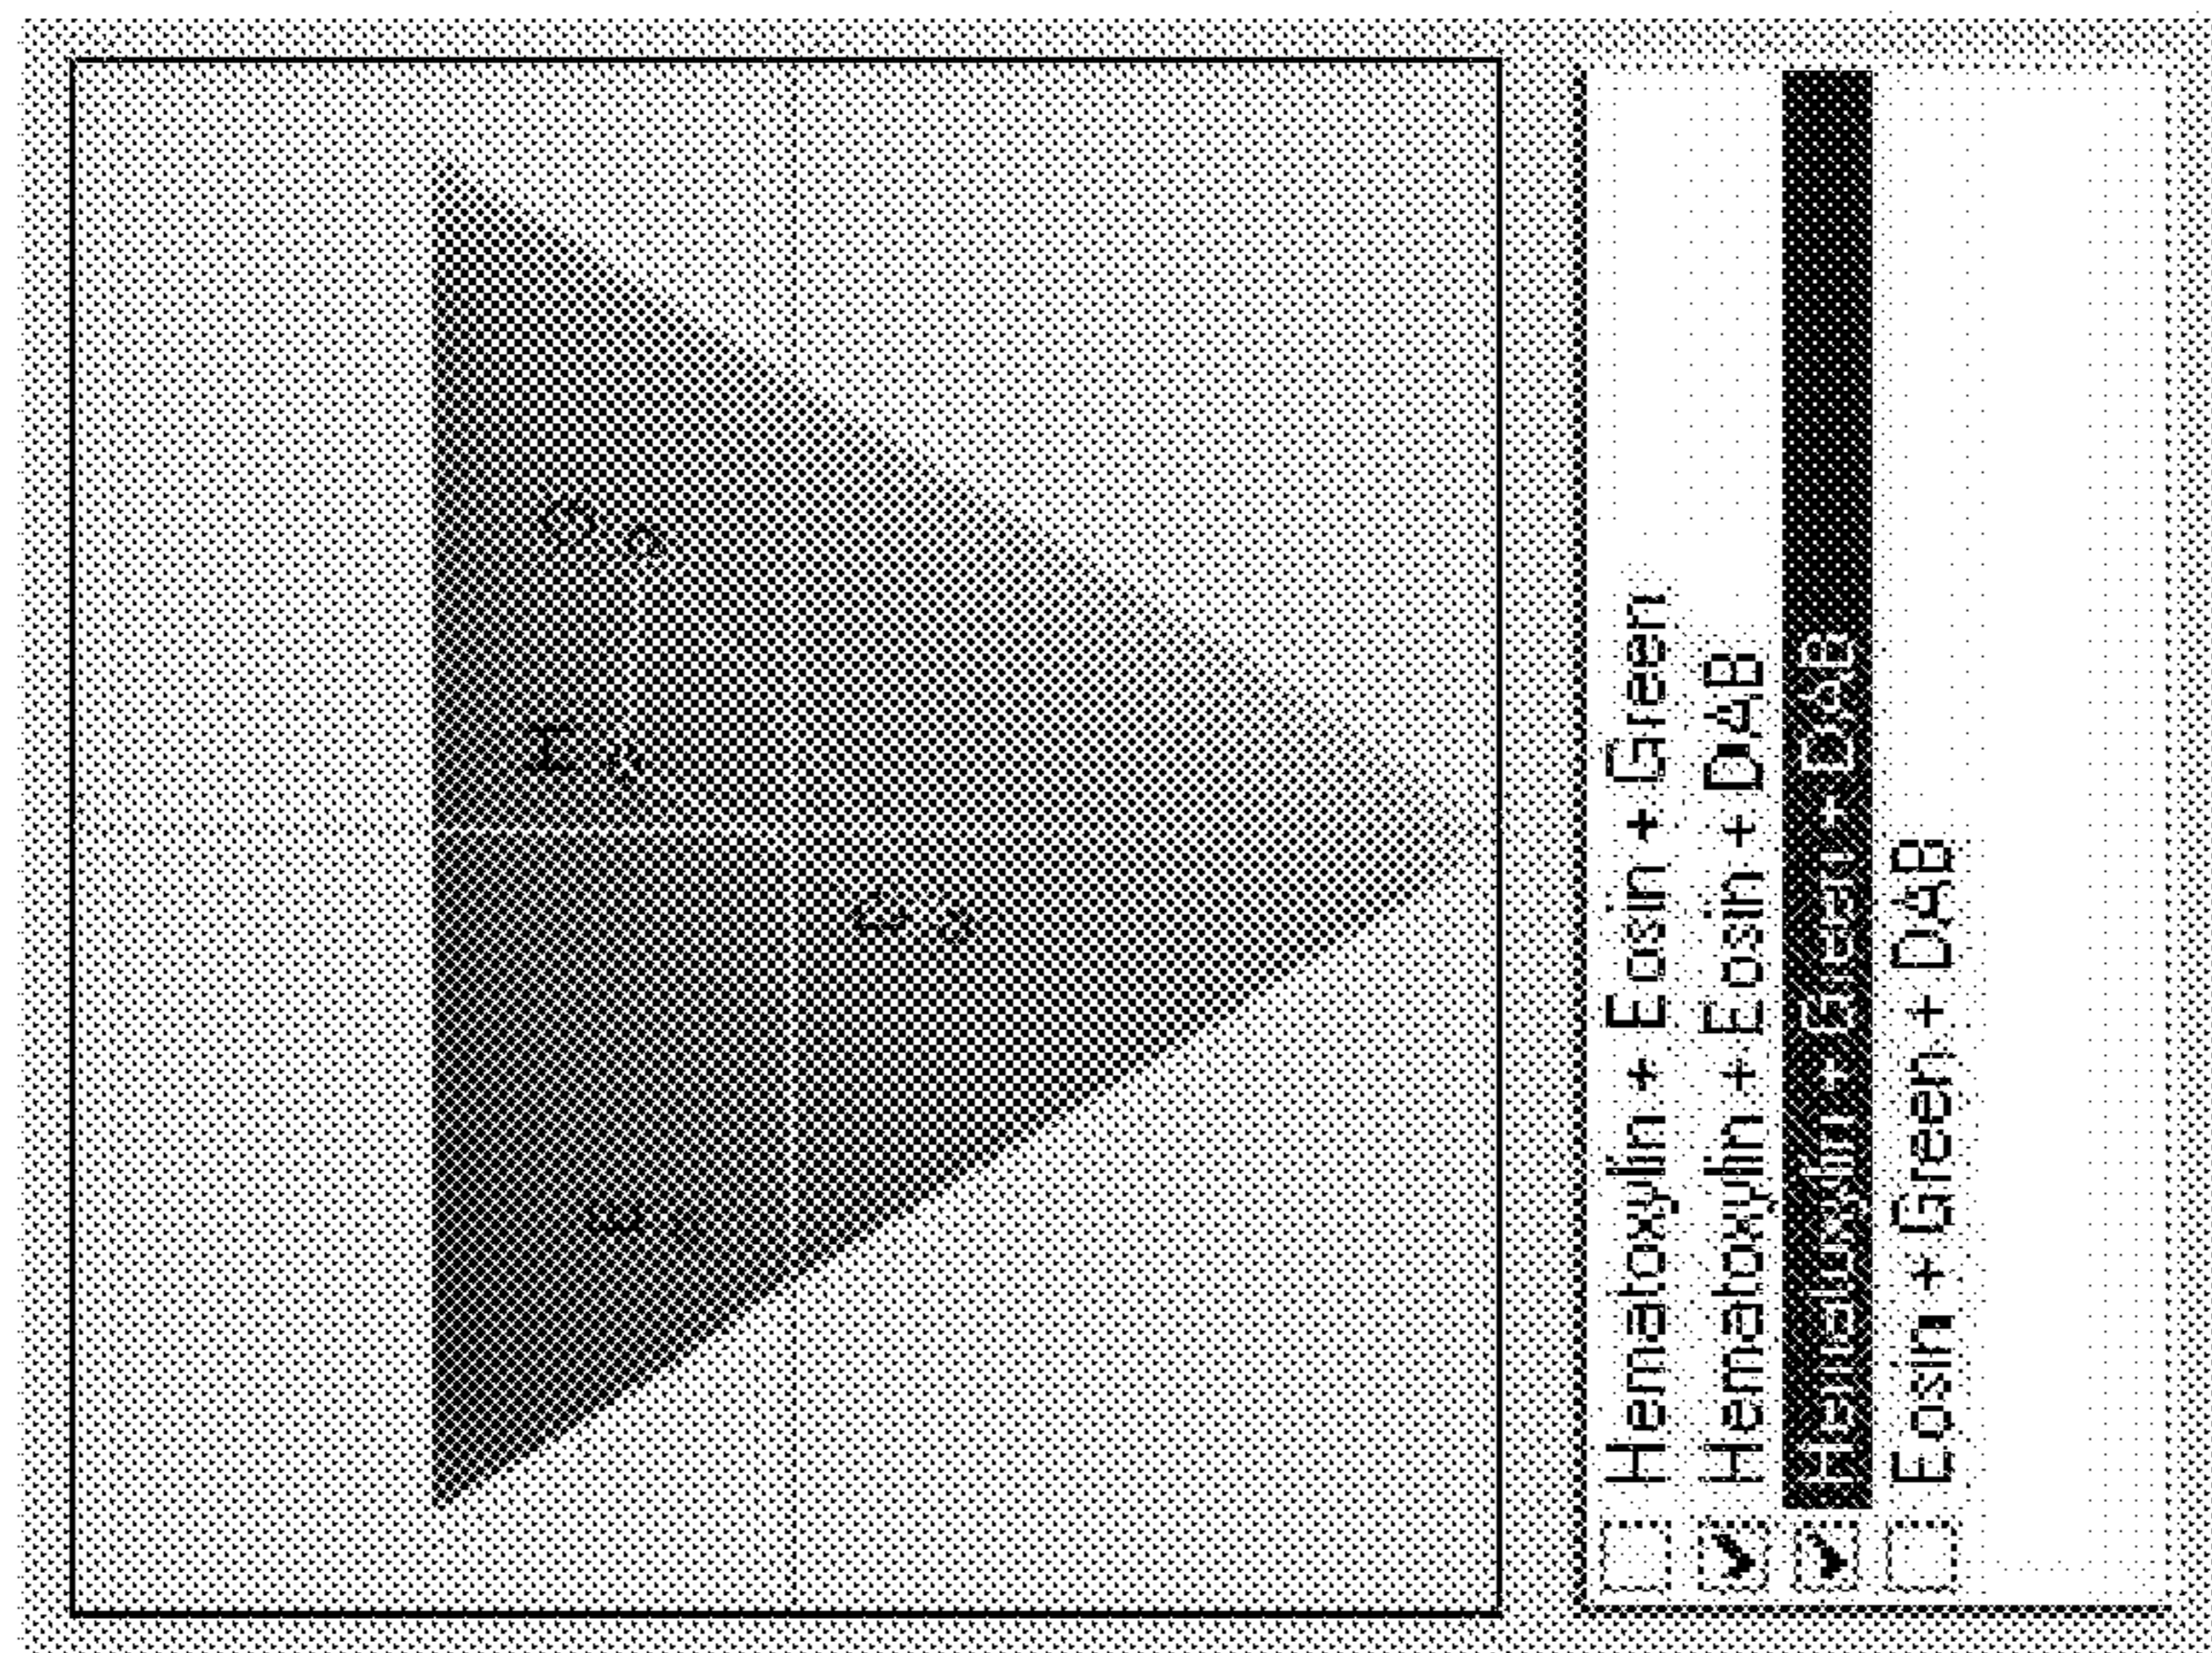 H
Hematoxylin + Eosin + Green
Hematoxylin + Eosin + DAB
Hematoxylin + Green + DAB
Eosin + Green + DAB